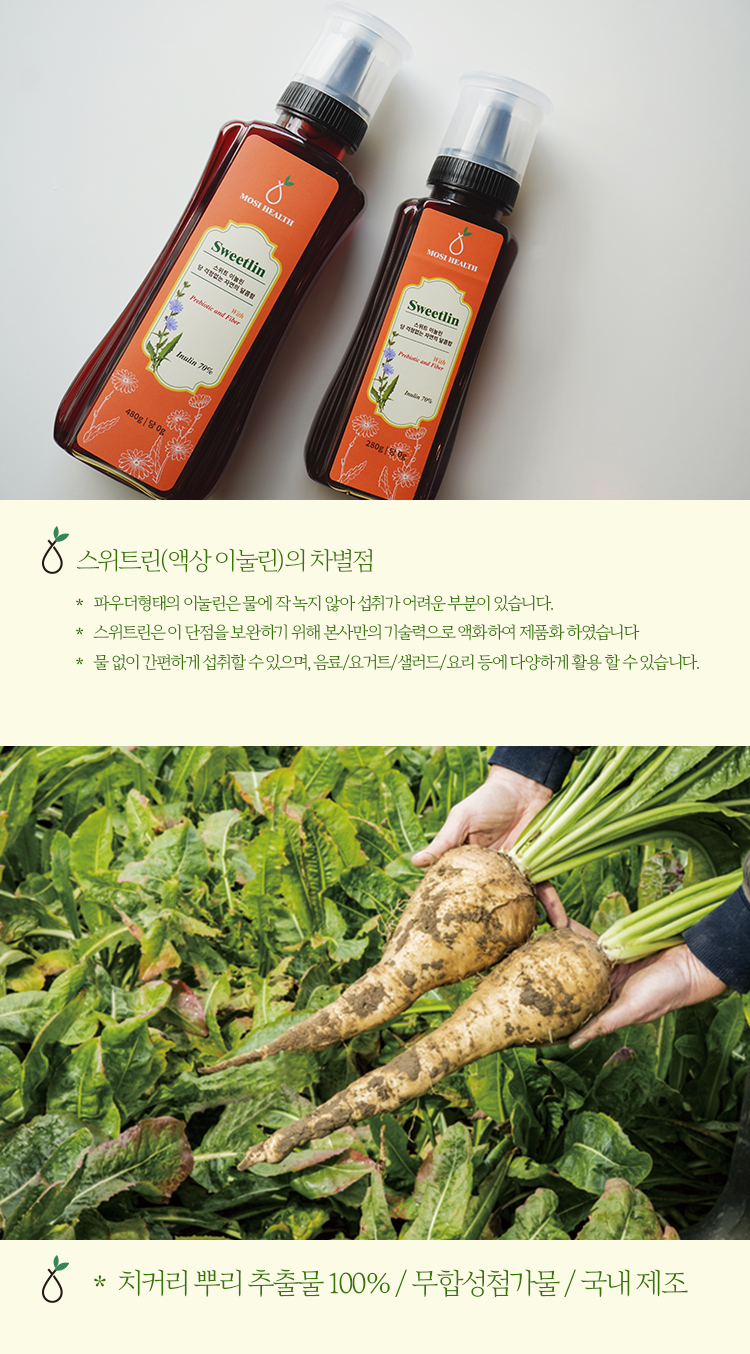 MOSI HEALTH
Sweetlin
스위트 이눌린
당 걱정없는 자연의 달콤함
With
Prebiotic and Fiber
Inulin 70%
480g | 당 0g
MOSI HEALTH
Sweetlin
스위트 이눌린
당 걱정없는 자연의 달콤함
With
Prebiotic and Fiber
Inulin 70%
280g | 당 0g
스위트린(액상 이눌린)의 차별점
* 파우더형태의 이눌린은 물에 작 녹지 않아 섭취가 어려운 부분이 있습니다.
* 스위트린은 이 단점을 보완하기 위해 본사만의 기술력으로 액화하여 제품화 하였습니다
* 물 없이 간편하게 섭취할 수 있으며, 음료/요거트/샐러드/요리 등에 다양하게 활용 할 수 있습니다.
* 치커리 뿌리 추출물 100% / 무합성첨가물 / 국내 제조